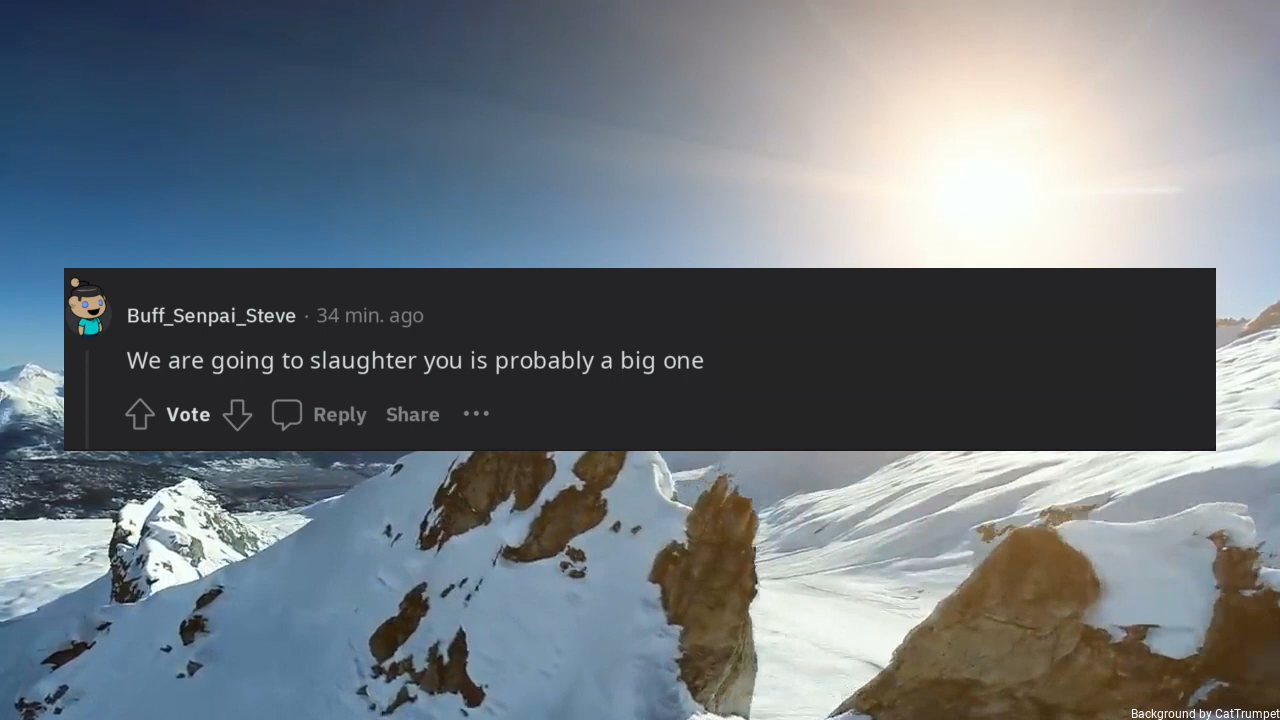 Buff_Senpai_Steve · 34 min. ago
We are going to slaughter you is probably a big one
Vote Reply Share
Background by CatTrumpet